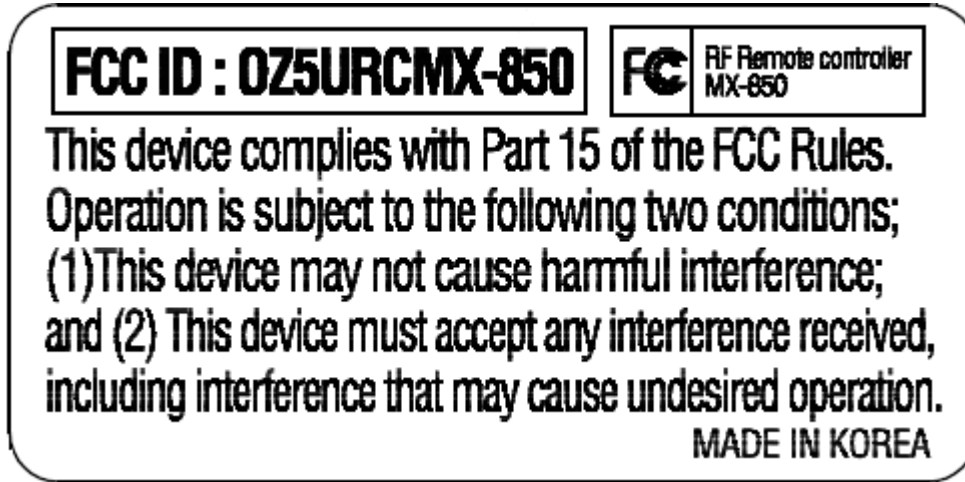 FCC ID : OZ5URCMX-850
FC RF Remote controller
MX-850
This device complies with Part 15 of the FCC Rules.
Operation is subject to the following two conditions;
(1)This device may not cause harmful interference;
and (2) This device must accept any interference received,
including interference that may cause undesired operation.
MADE IN KOREA